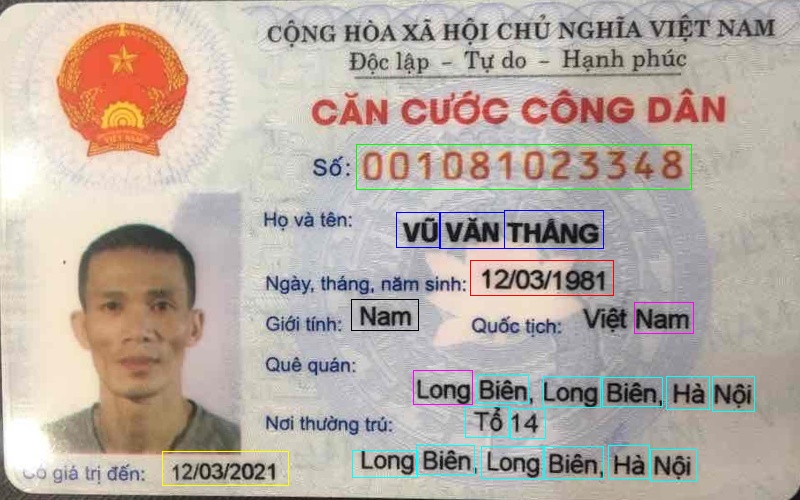 CỘNG HÒA XÃ HỘI CHỦ NGHĨA VIỆT NAM
Độc lập - Tự do - Hạnh phúc
CĂN CƯỚC CÔNG DÂN
Số: 001081023348
Họ và tên: VŨ VĂN THẮNG
Ngày, tháng, năm sinh: 12/03/1981
Giới tính: Nam Quốc tịch: Việt Nam
Quê quán:
Long Biên, Long Biên, Hà Nội
Nơi thường trú: Tổ 14
Long Biên, Long Biên, Hà Nội
Có giá trị đến: 12/03/2021
VIỆT NAM